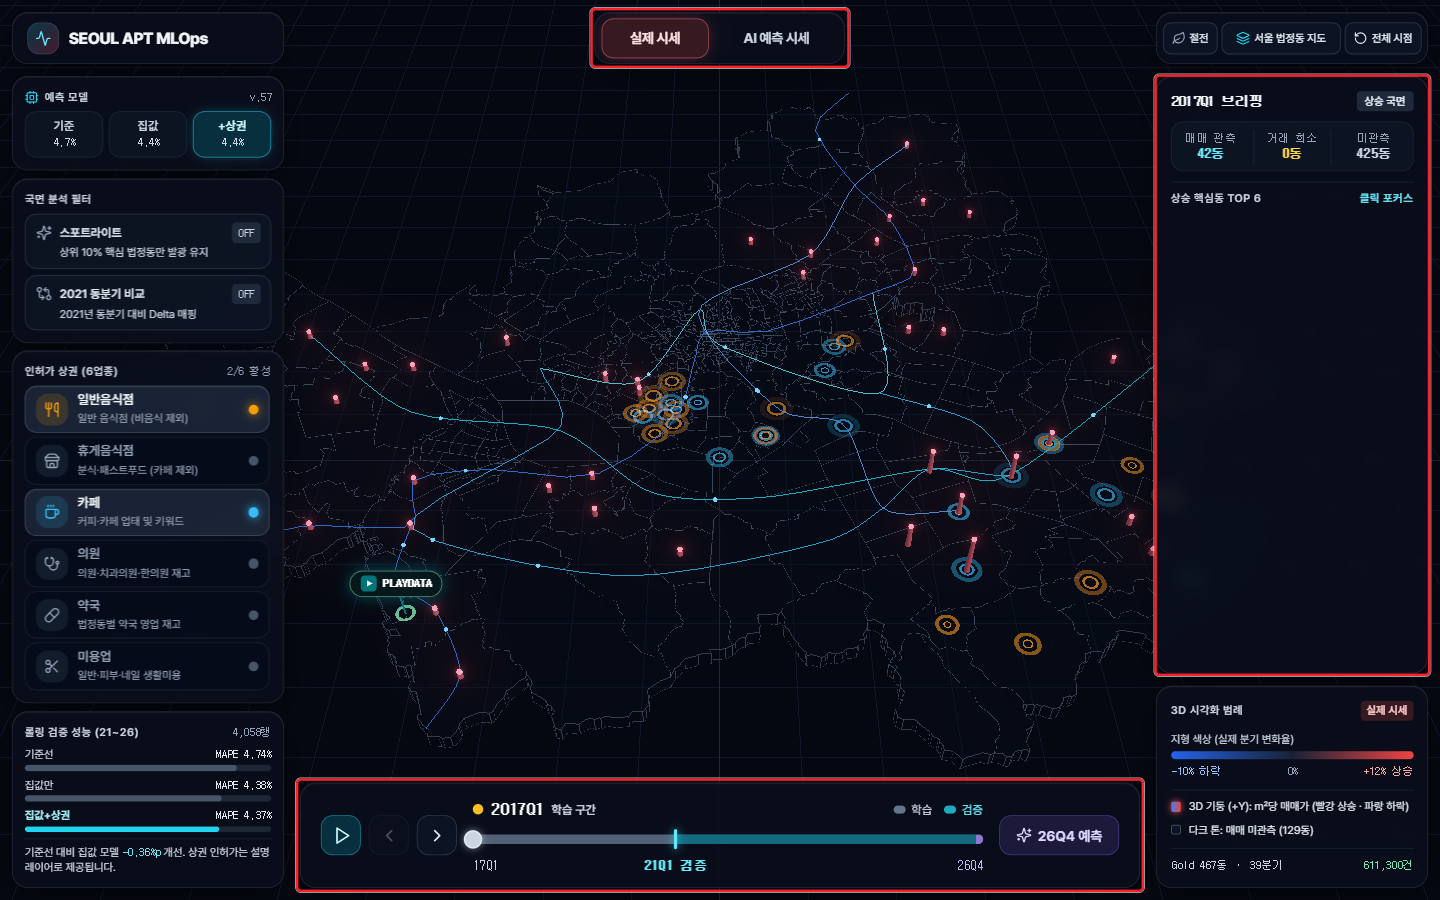 SEOUL APT MLOps
실제 시세
AI 예측 시세
절전
서울 법정동 지도
전체 시점
예측 모델
v.57
기준
4.7%
집값
4.4%
+상권
4.4%
국면 분석 필터
스포트라이트
OFF
상위 10% 핵심 법정동만 발광 유지
2021 동분기 비교
OFF
2021년 동분기 대비 Delta 매핑
인허가 상권 (6업종)
2/6 활성
일반음식점
일반 음식점 (비음식 제외)
휴게음식점
분식·패스트푸드 (카페 제외)
카페
커피·카페 업태 및 키워드
의원
의원·치과의원·한의원 재고
약국
법정동별 약국 영업 재고
미용업
일반·피부·네일 생활미용
롤링 검증 성능 (21~26)
4,058행
기준선
MAPE 4.74%
집값만
MAPE 4.38%
집값+상권
MAPE 4.37%
기준선 대비 집값 모델 -0.36%p 개선. 상권 인허가는 설명
레이어로 제공됩니다.
PLAYDATA
2017Q1 학습 구간
학습
검증
17Q1
21Q1 검증
26Q4
26Q4 예측
2017Q1 브리핑
상승 국면
매매 관측
42동
거래 희소
0동
미관측
425동
상승 핵심동 TOP 6
클릭 포커스
3D 시각화 범례
실제 시세
지형 색상 (실제 분기 변화율)
-10% 하락
0%
+12% 상승
3D 기둥 (+Y): m²당 매매가 (빨강 상승 · 파랑 하락)
다크 톤: 매매 미관측 (129동)
Gold 467동 · 39분기
611,300건